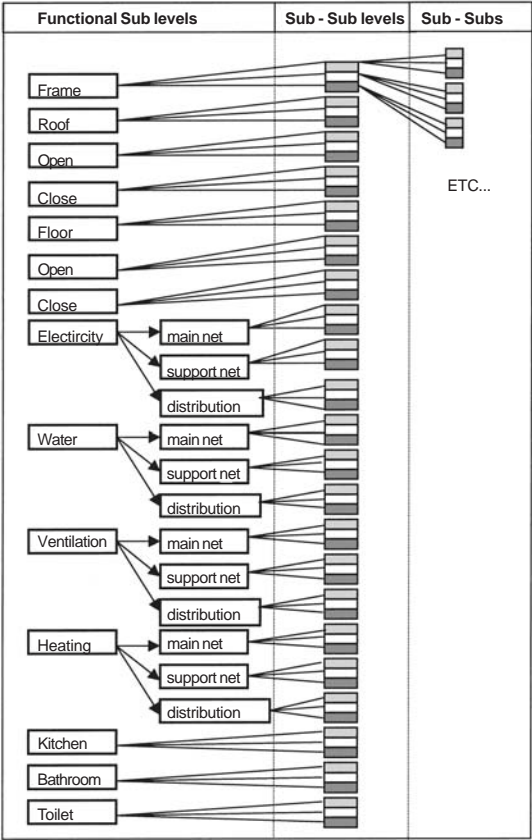 Functional Sub levels
Sub - Sub levels
Sub - Subs
Frame
Roof
Open
Close
Floor
Open
Close
Electircity
main net
support net
distribution
Water
main net
support net
distribution
Ventilation
main net
support net
distribution
Heating
main net
support net
distribution
Kitchen
Bathroom
Toilet
ETC...